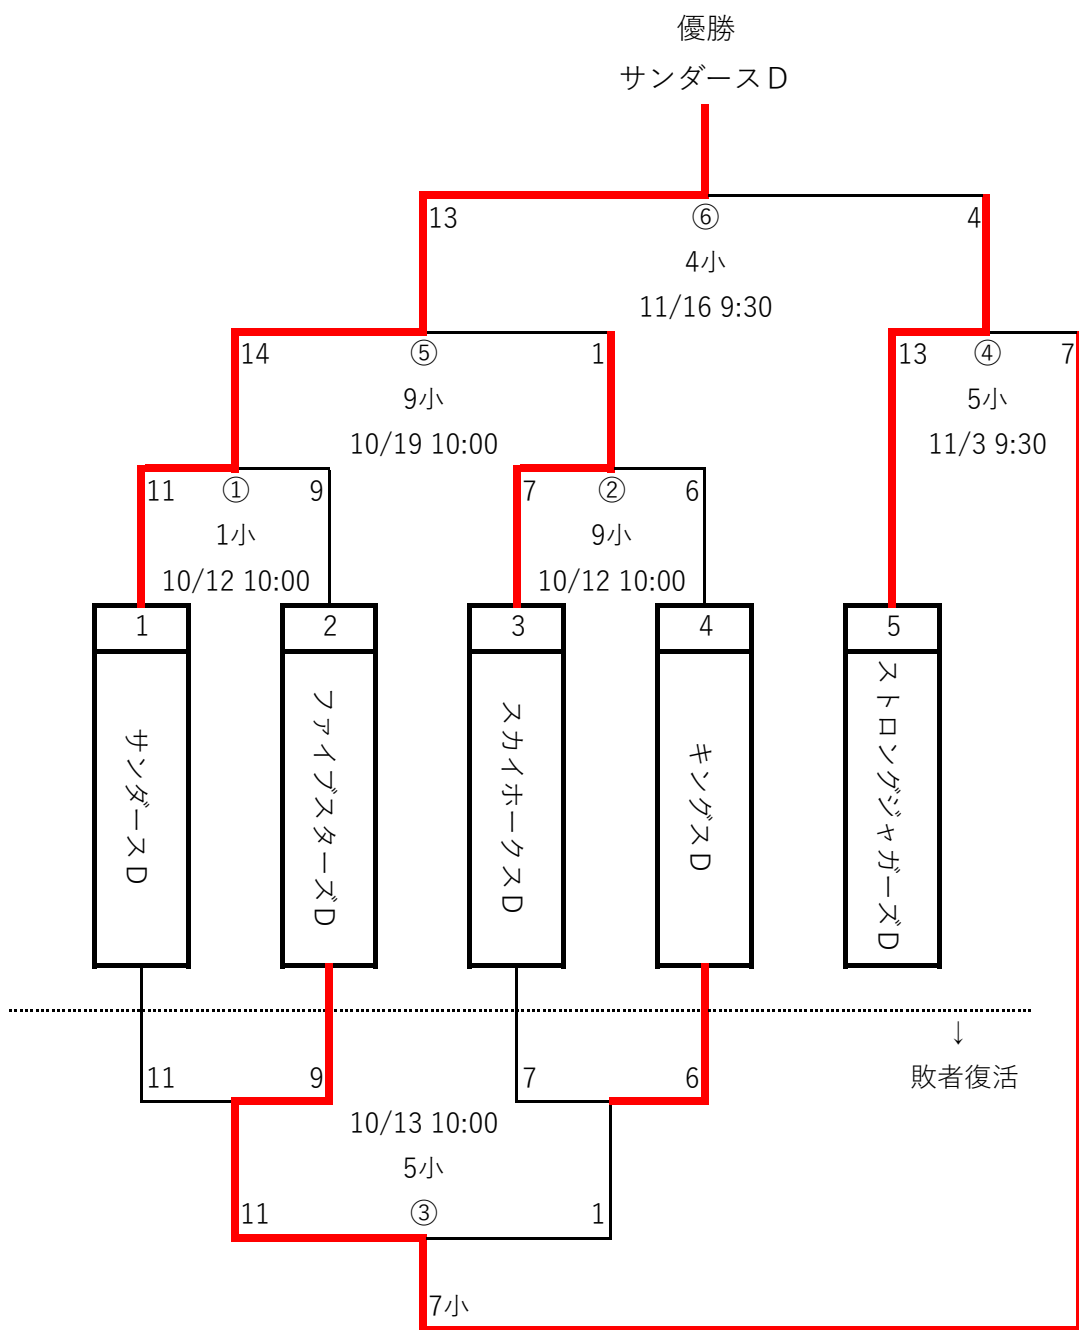 優勝
サンダースD
13 ⑥ 4
4小
11/16 9:30
14 ⑤ 1
13 ④ 7
9小
5小
10/19 10:00
11/3 9:30
11 ① 9
7 ② 6
1小
9小
10/12 10:00
10/12 10:00
1
2
3
4
5
サンダースD
ファイブスターズD
スカイホークスD
キングスD
ストロングジャガーズD
↓
敗者復活
11 9
7 6
10/13 10:00
5小
11 ③ 1
7小